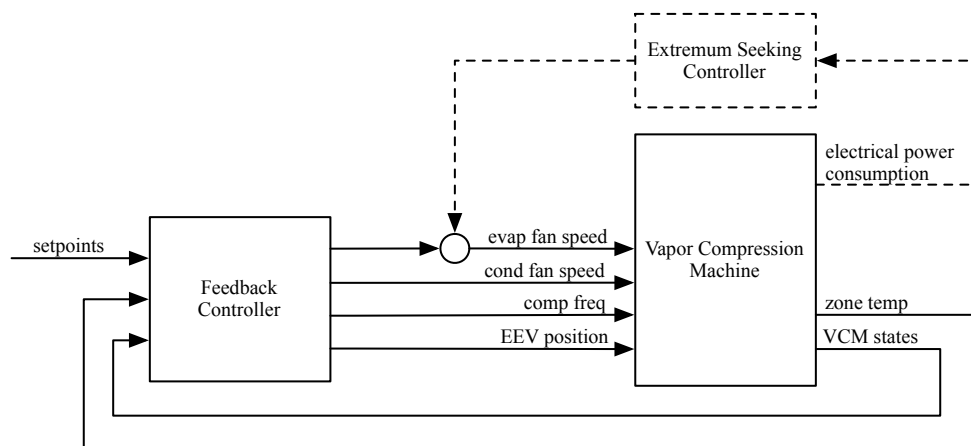 Extremum Seeking
Controller
electrical power
consumption
setpoints
evap fan speed
Vapor Compression
Machine
Feedback
Controller
cond fan speed
comp freq
zone temp
EEV position
VCM states